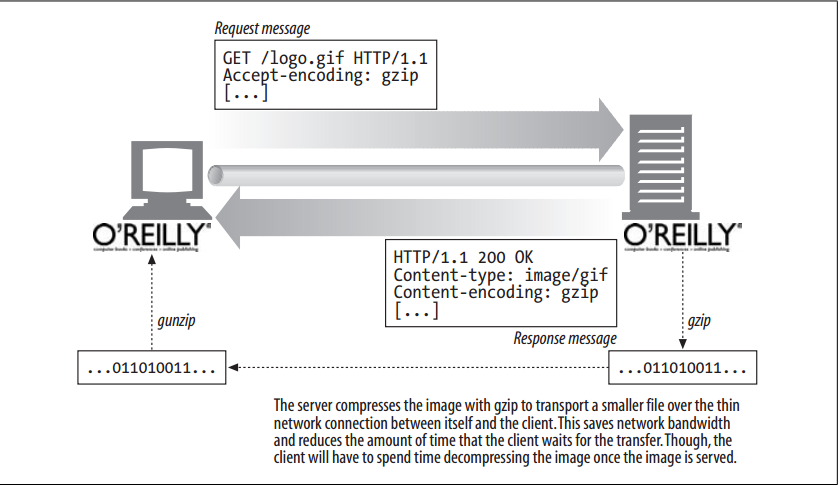 Request message
GET /logo.gif HTTP/1.1
Accept-encoding: gzip
[...]
O'REILLY®
computer books • conferences • online publishing
O'REILLY®
computer books • conferences • online publishing
HTTP/1.1 200 OK
Content-type: image/gif
Content-encoding: gzip
[...]
Response message
gunzip
gzip
...011010011...
...011010011...
The server compresses the image with gzip to transport a smaller file over the thin
network connection between itself and the client. This saves network bandwidth
and reduces the amount of time that the client waits for the transfer. Though, the
client will have to spend time decompressing the image once the image is served.